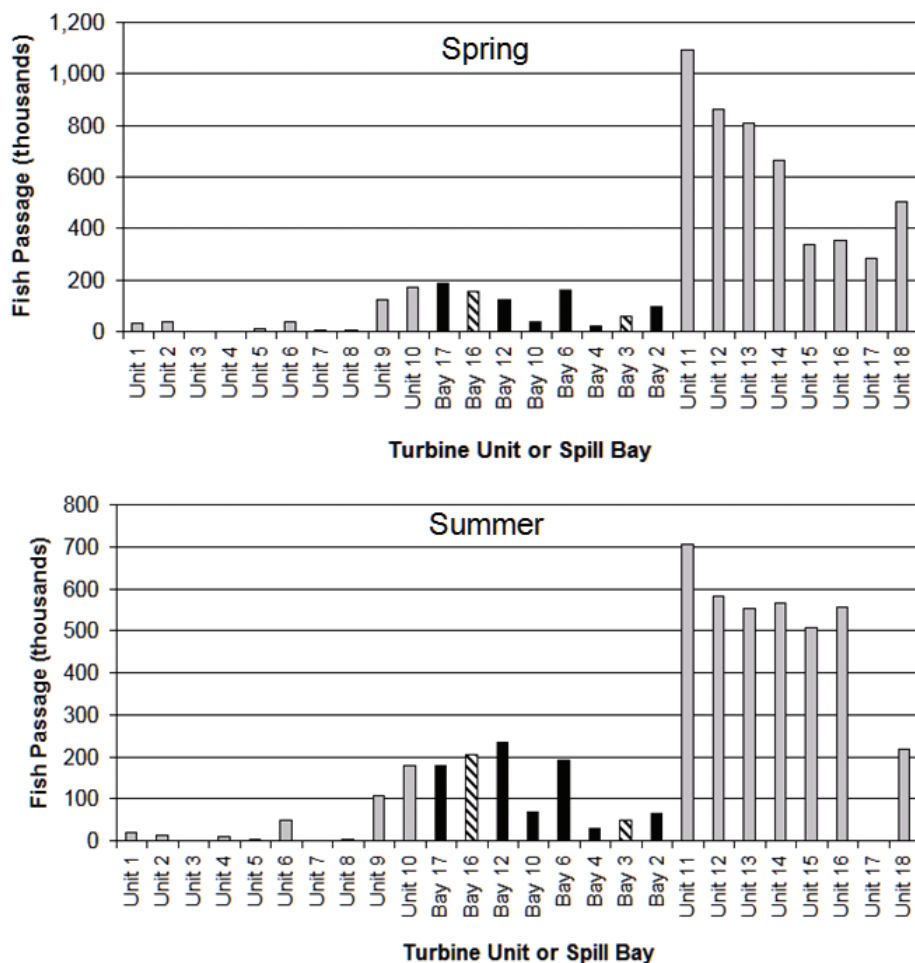 Spring
Fish Passage (thousands)
1,200
1,000
800
600
400
200
0
Unit 1
Unit 2
Unit 3
Unit 4
Unit 5
Unit 6
Unit 7
Unit 8
Unit 9
Unit 10
Bay 17
Bay 16
Bay 12
Bay 10
Bay 6
Bay 4
Bay 3
Bay 2
Unit 11
Unit 12
Unit 13
Unit 14
Unit 15
Unit 16
Unit 17
Unit 18
Turbine Unit or Spill Bay
Summer
Fish Passage (thousands)
800
700
600
500
400
300
200
100
0
Unit 1
Unit 2
Unit 3
Unit 4
Unit 5
Unit 6
Unit 7
Unit 8
Unit 9
Unit 10
Bay 17
Bay 16
Bay 12
Bay 10
Bay 6
Bay 4
Bay 3
Bay 2
Unit 11
Unit 12
Unit 13
Unit 14
Unit 15
Unit 16
Unit 17
Unit 18
Turbine Unit or Spill Bay